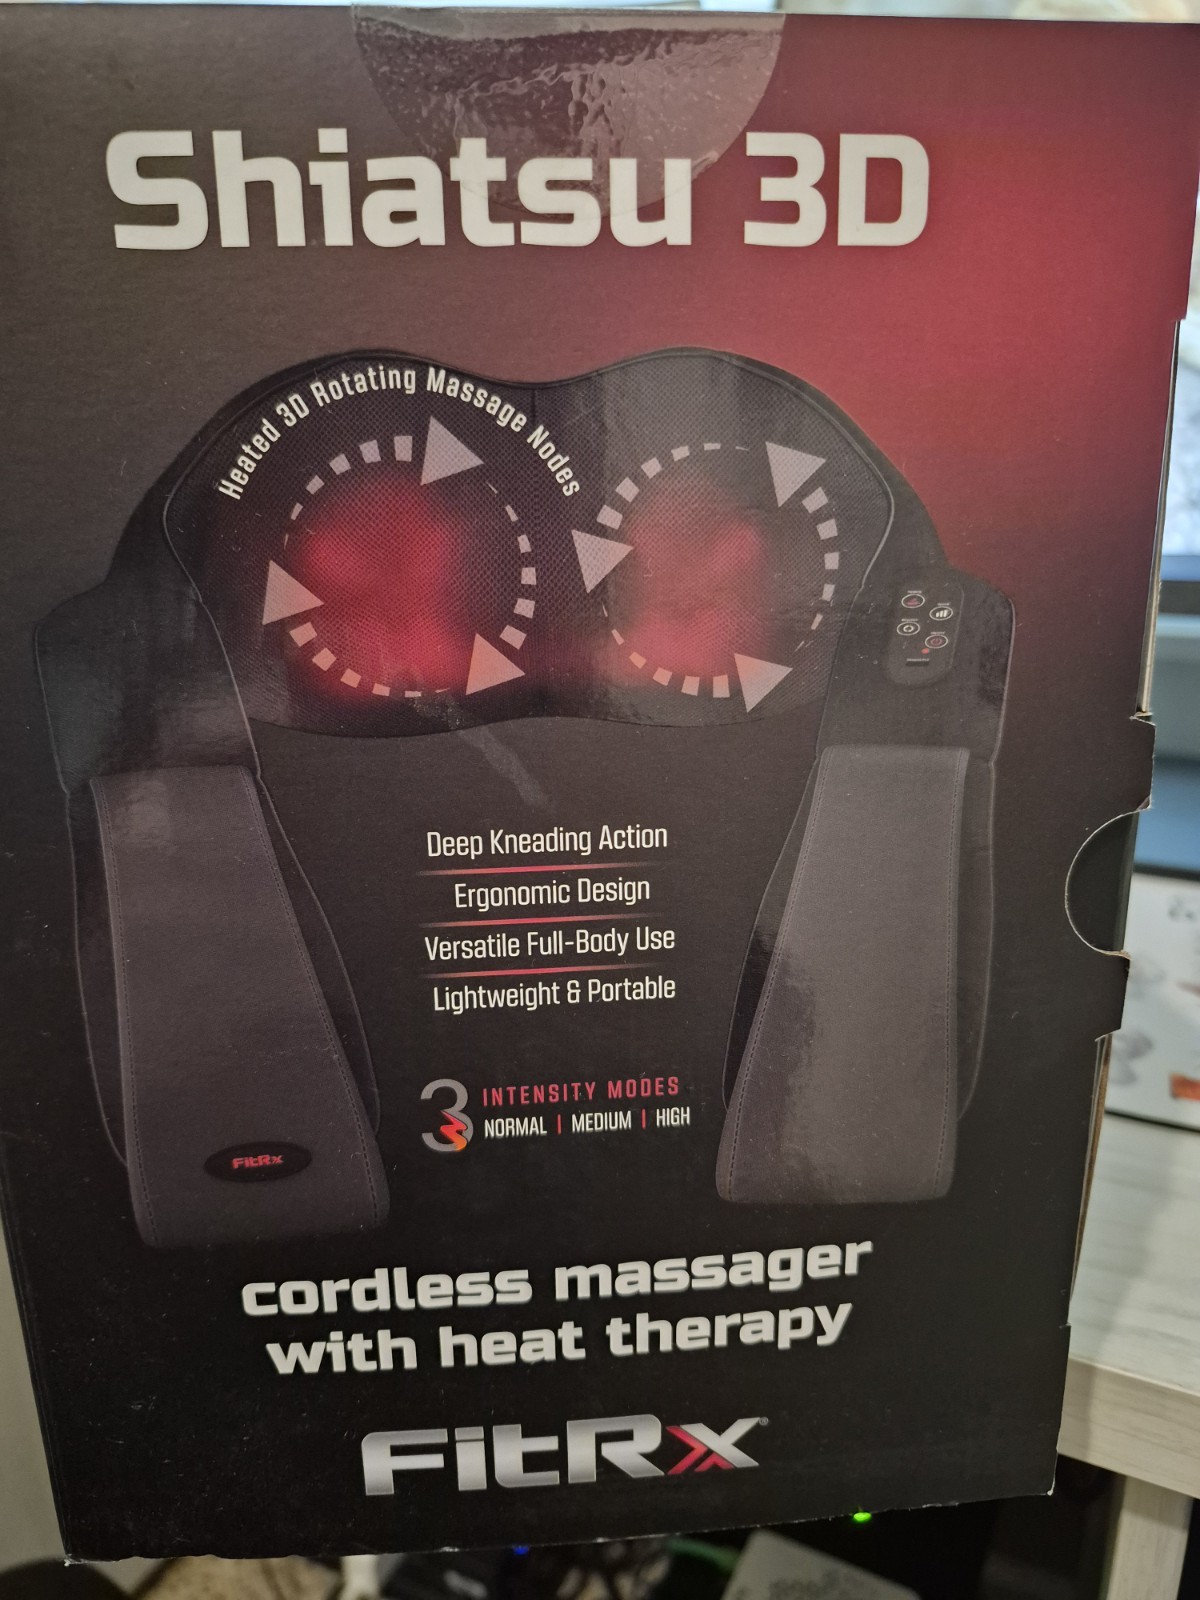 Shiatsu 3D
Heated 3D Rotating Massage Nodes
Deep Kneading Action
Ergonomic Design
Versatile Full-Body Use
Lightweight & Portable
3 INTENSITY MODES
NORMAL | MEDIUM | HIGH
FitRx
cordless massager
with heat therapy
FitRx®